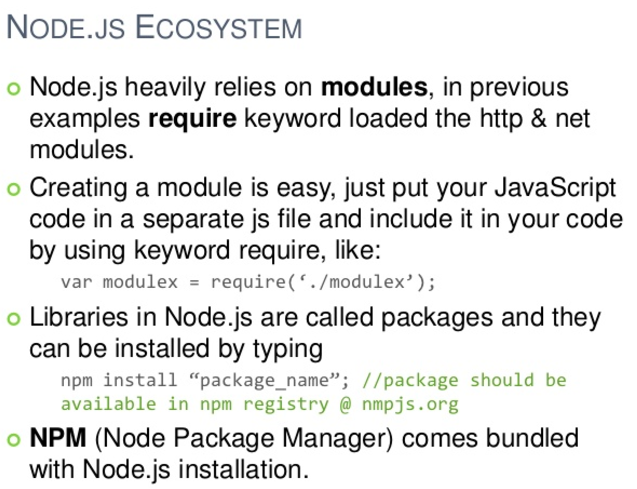 NODE.JS ECOSYSTEM
Node.js heavily relies on modules, in previous
examples require keyword loaded the http & net
modules.
Creating a module is easy, just put your JavaScript
code in a separate js file and include it in your code
by using keyword require, like:
var modulex = require(‘./modulex’);
Libraries in Node.js are called packages and they
can be installed by typing
npm install “package_name”; //package should be
available in npm registry @ nmpjs.org
NPM (Node Package Manager) comes bundled
with Node.js installation.